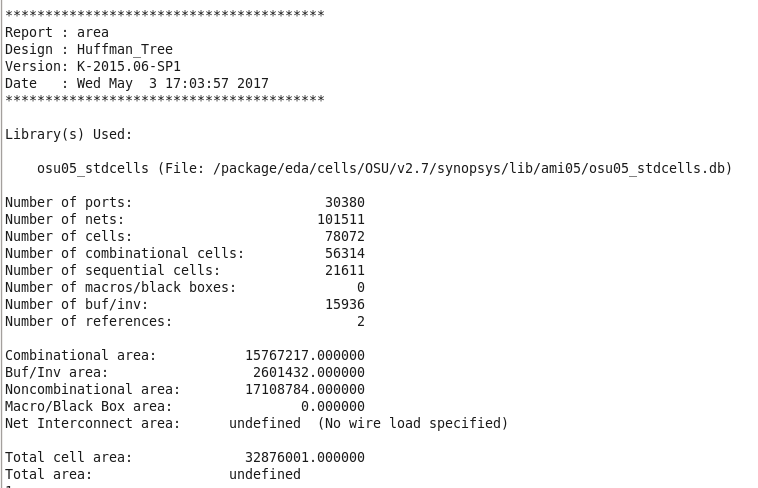 ****************************************
Report : area
Design : Huffman_Tree
Version: K-2015.06-SP1
Date   : Wed May  3 17:03:57 2017
****************************************
Library(s) Used:
    osu05_stdcells (File: /package/eda/cells/OSU/v2.7/synopsys/lib/ami05/osu05_stdcells.db)
Number of ports:                        30380
Number of nets:                        101511
Number of cells:                        78072
Number of combinational cells:          56314
Number of sequential cells:             21611
Number of macros/black boxes:               0
Number of buf/inv:                      15936
Number of references:                       2
Combinational area:           15767217.000000
Buf/Inv area:                  2601432.000000
Noncombinational area:        17108784.000000
Macro/Black Box area:                0.000000
Net Interconnect area:      undefined  (No wire load specified)
Total cell area:              32876001.000000
Total area:                 undefined